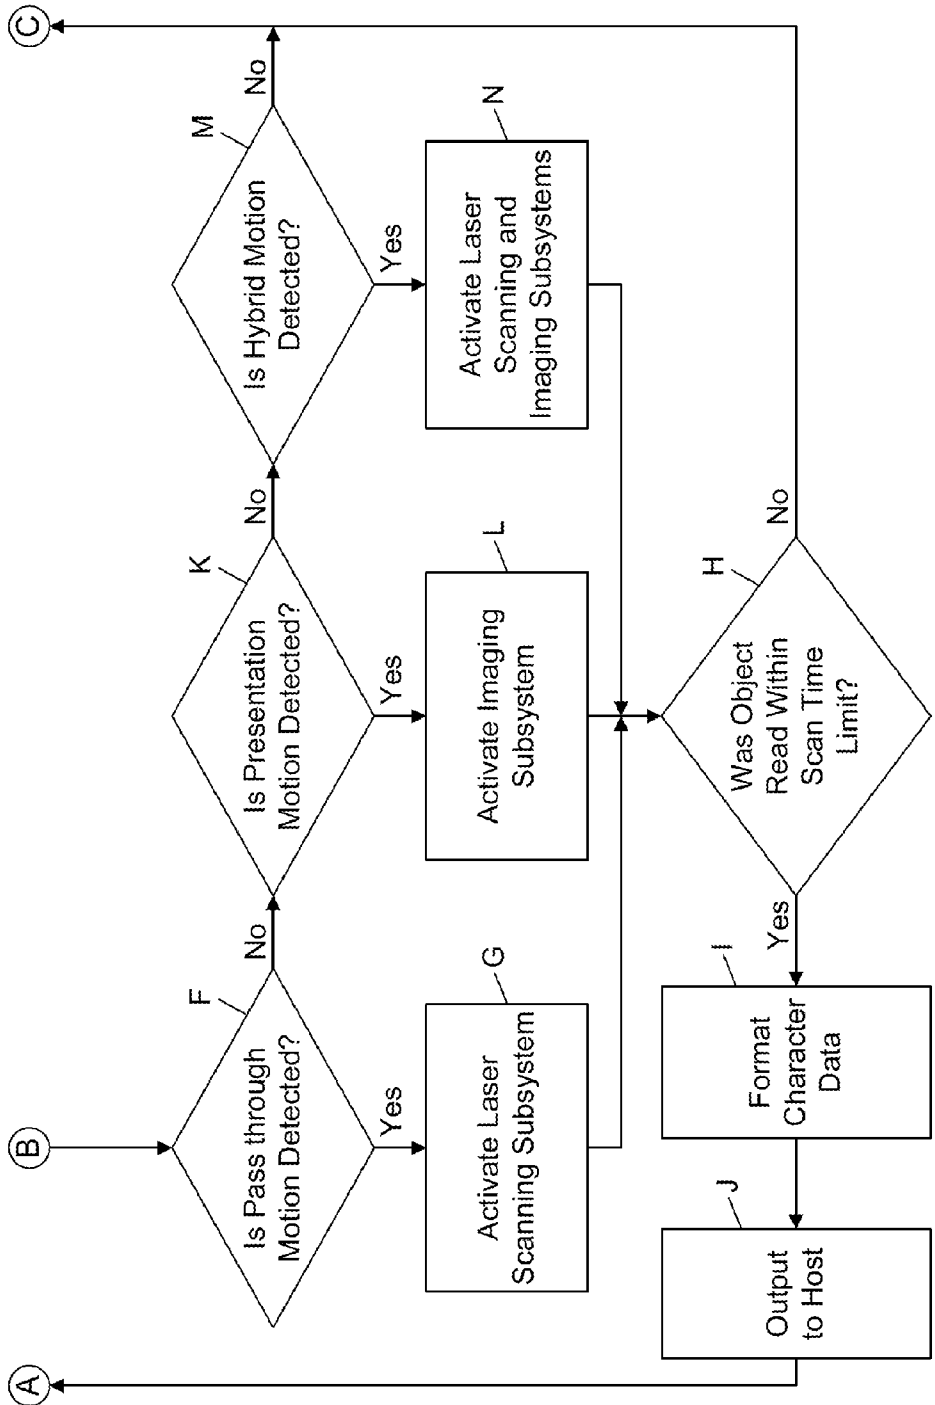 A
B
C
F
Is Pass through
Motion Detected?
No
Yes
K
Is Presentation
Motion Detected?
No
Yes
M
Is Hybrid Motion
Detected?
No
Yes
G
Activate Laser
Scanning Subsystem
L
Activate Imaging
Subsystem
N
Activate Laser
Scanning and
Imaging Subsystems
J
Output
to Host
I
Format
Character
Data
Yes
H
Was Object
Read Within
Scan Time
Limit?
No